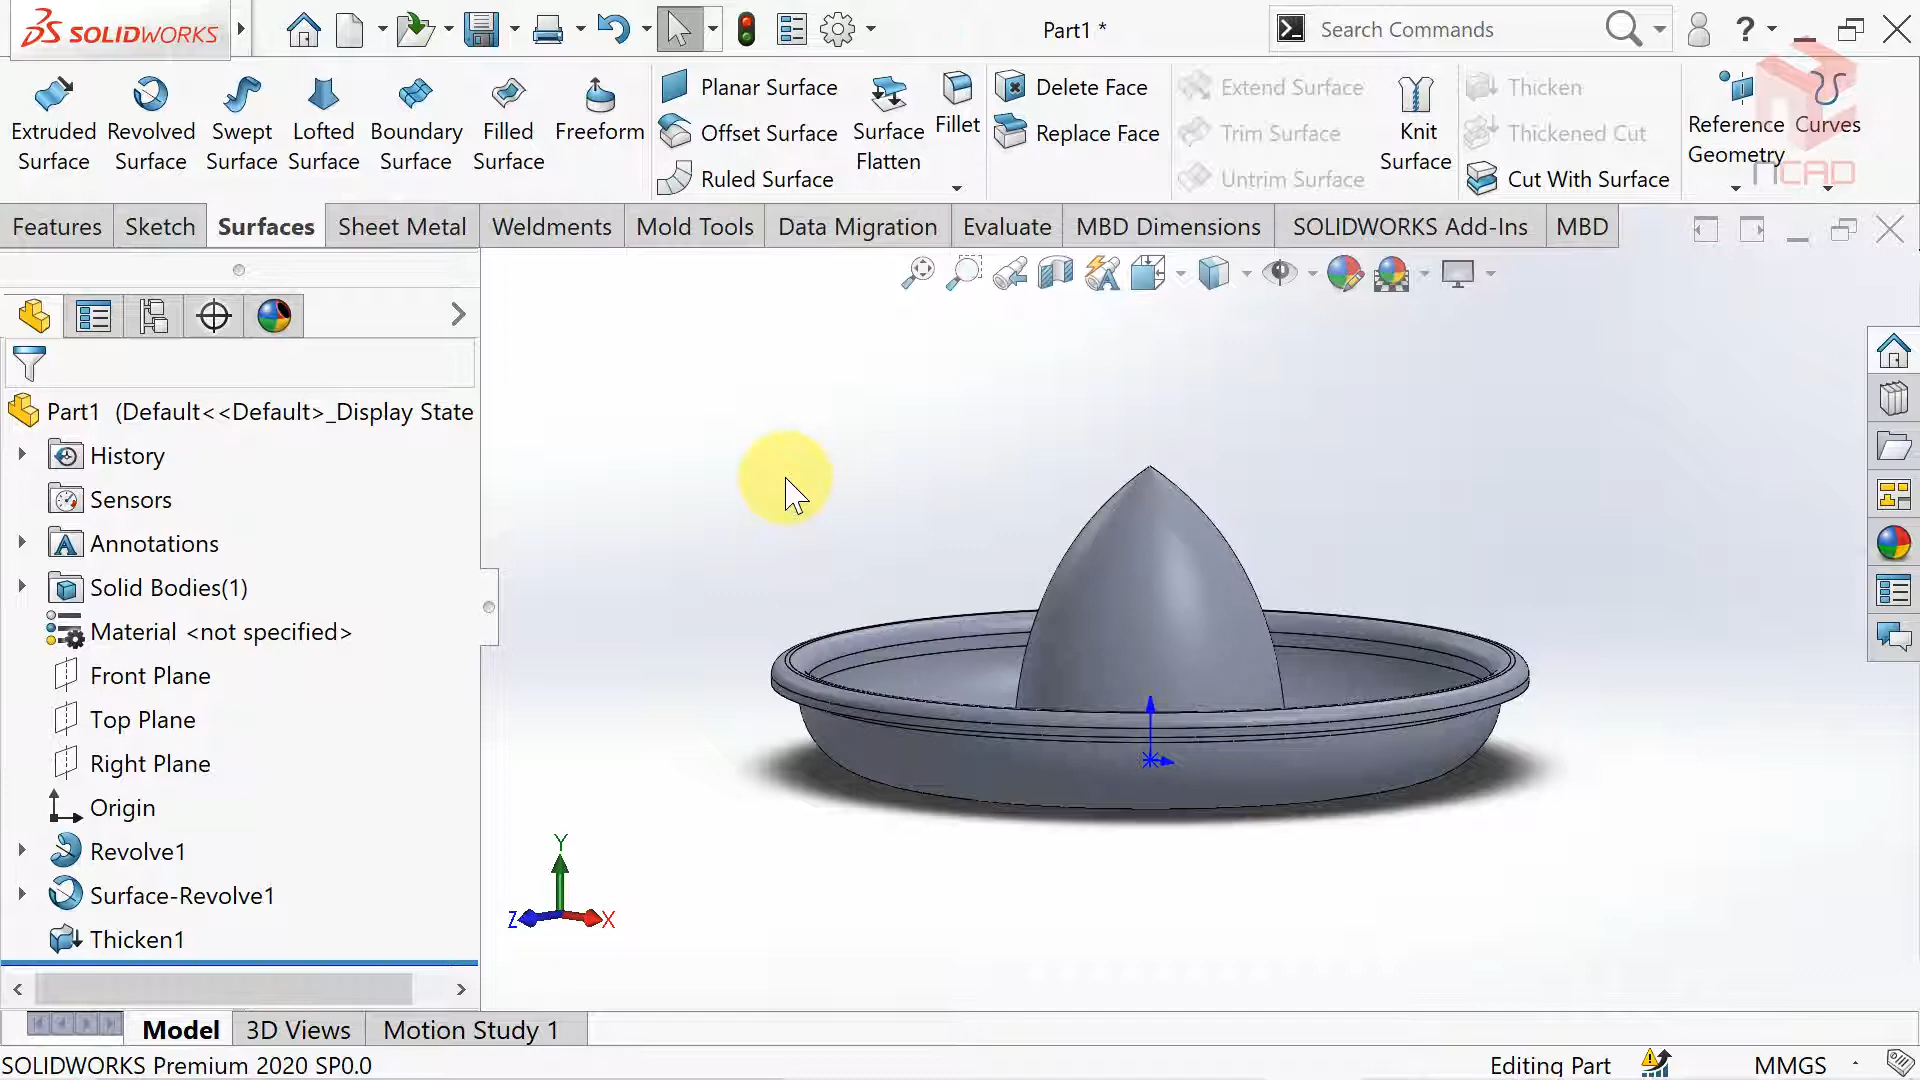 SOLIDWORKS
Part1 *
Search Commands
?
Extruded Surface
Revolved Surface
Swept Surface
Lofted Surface
Boundary Surface
Filled Surface
Freeform
Planar Surface
Offset Surface
Ruled Surface
Surface Flatten
Fillet
Delete Face
Replace Face
Extend Surface
Trim Surface
Untrim Surface
Knit Surface
Thicken
Thickened Cut
Cut With Surface
Reference Geometry
Curves
nCAD
Features
Sketch
Surfaces
Sheet Metal
Weldments
Mold Tools
Data Migration
Evaluate
MBD Dimensions
SOLIDWORKS Add-Ins
MBD
Part1 (Default<<Default>_Display State
History
Sensors
Annotations
Solid Bodies(1)
Material <not specified>
Front Plane
Top Plane
Right Plane
Origin
Revolve1
Surface-Revolve1
Thicken1
Y
Z
X
Model
3D Views
Motion Study 1
SOLIDWORKS Premium 2020 SP0.0
Editing Part
MMGS